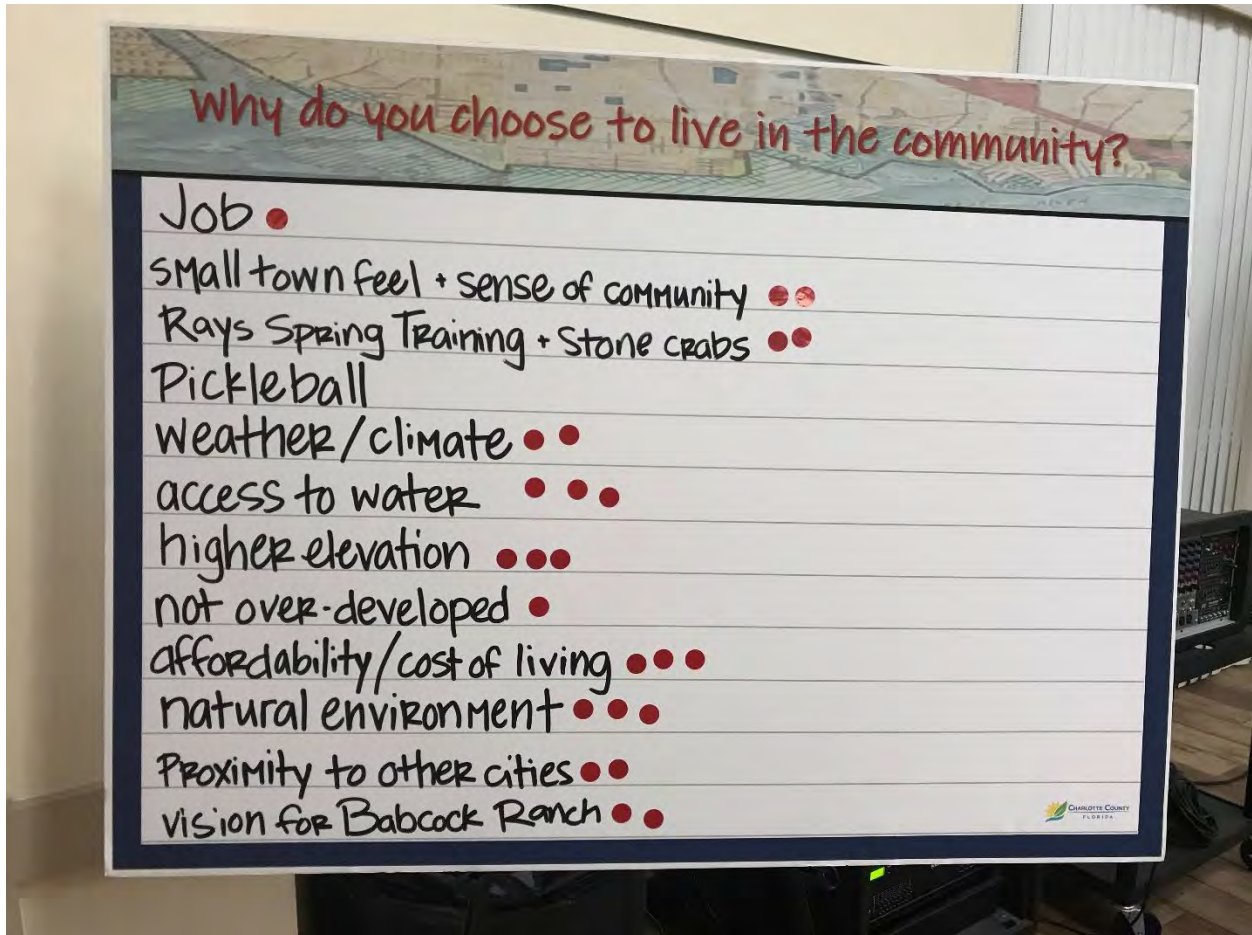 Why do you choose to live in the community?
Job
small town feel + sense of community
Rays Spring Training + Stone crabs
Pickleball
weather/climate
access to water
higher elevation
not over-developed
affordability/cost of living
natural environment
Proximity to other cities
vision for Babcock Ranch
CHARLOTTE COUNTY
FLORIDA